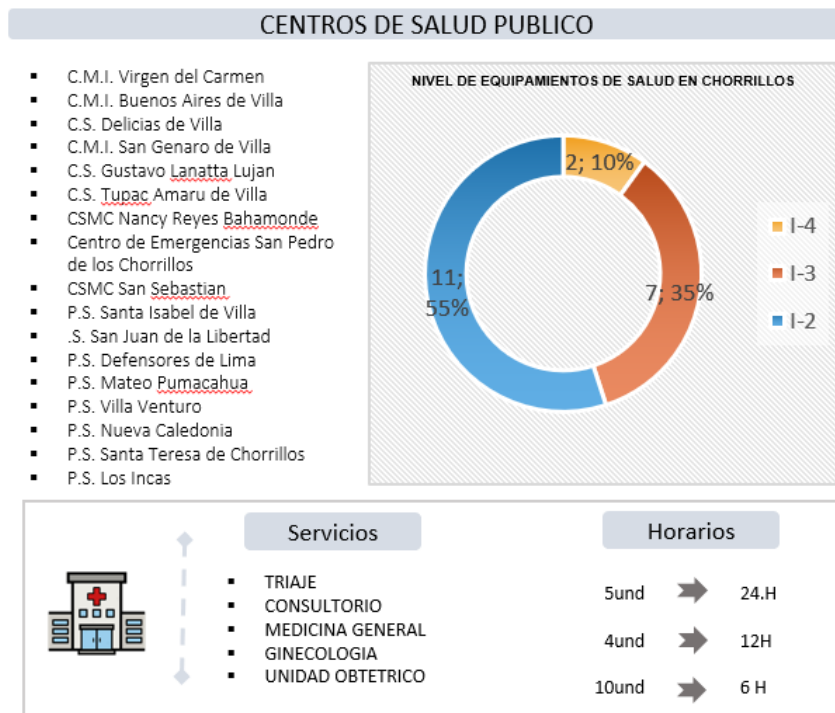 CENTROS DE SALUD PUBLICO
▪ C.M.I. Virgen del Carmen
▪ C.M.I. Buenos Aires de Villa
▪ C.S. Delicias de Villa
▪ C.M.I. San Genaro de Villa
▪ C.S. Gustavo Lanatta Lujan
▪ C.S. Tupac Amaru de Villa
▪ CSMC Nancy Reyes Bahamonde
▪ Centro de Emergencias San Pedro
de los Chorrillos
▪ CSMC San Sebastian
▪ P.S. Santa Isabel de Villa
▪ .S. San Juan de la Libertad
▪ P.S. Defensores de Lima
▪ P.S. Mateo Pumacahua
▪ P.S. Villa Venturo
▪ P.S. Nueva Caledonia
▪ P.S. Santa Teresa de Chorrillos
▪ P.S. Los Incas
NIVEL DE EQUIPAMIENTOS DE SALUD EN CHORRILLOS
2; 10%
7; 35%
11;
55%
I-4
I-3
I-2
Servicios
▪ TRIAJE
▪ CONSULTORIO
▪ MEDICINA GENERAL
▪ GINECOLOGIA
▪ UNIDAD OBTETRICO
Horarios
5und 24.H
4und 12H
10und 6 H